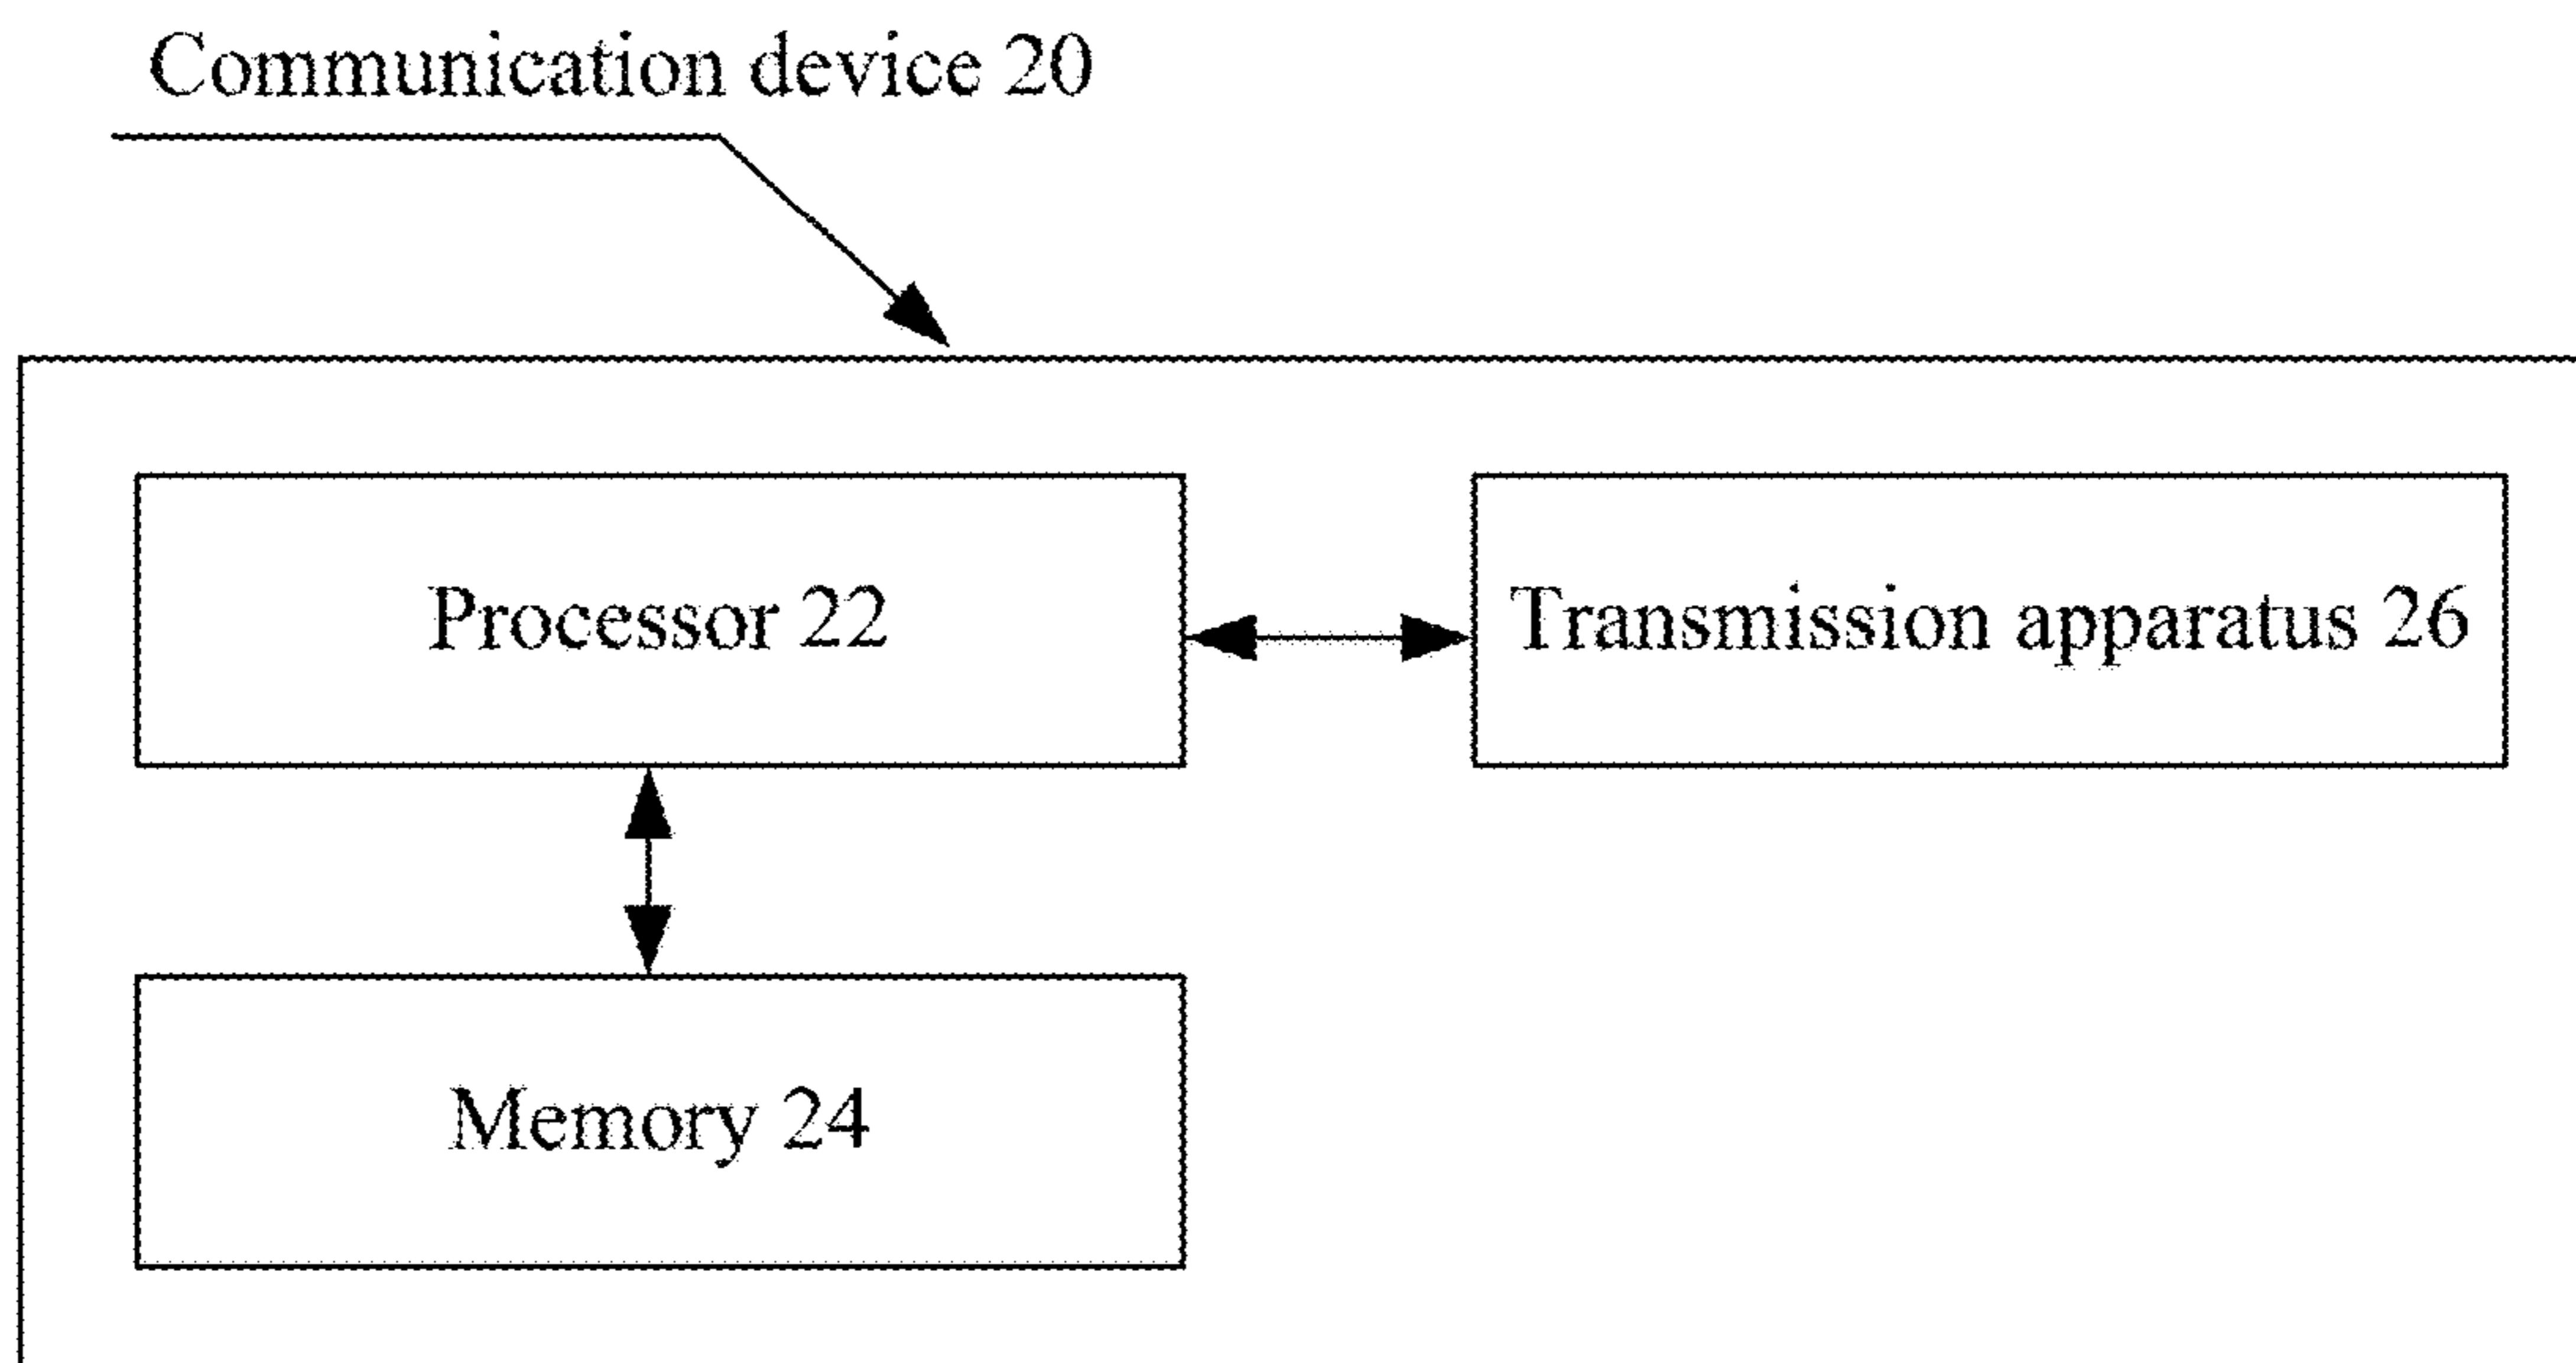 Communication device 20
Processor 22
Transmission apparatus 26
Memory 24